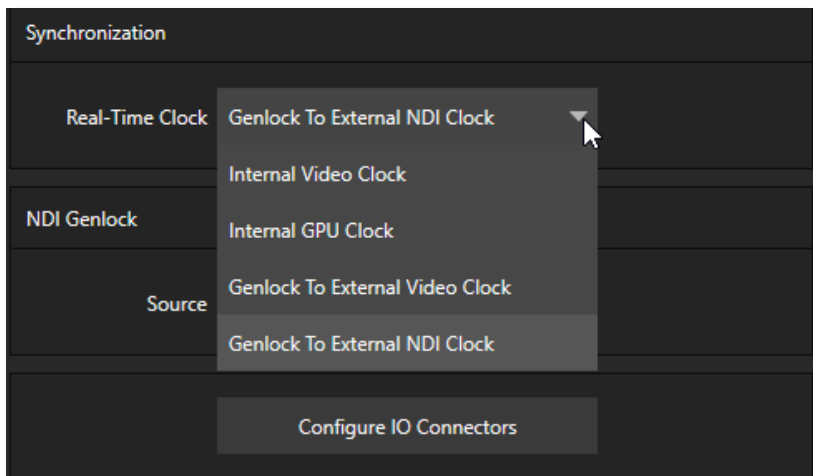 Synchronization
Real-Time Clock Genlock To External NDI Clock
Internal Video Clock
NDI Genlock
Internal GPU Clock
Source
Genlock To External Video Clock
Genlock To External NDI Clock
Configure IO Connectors